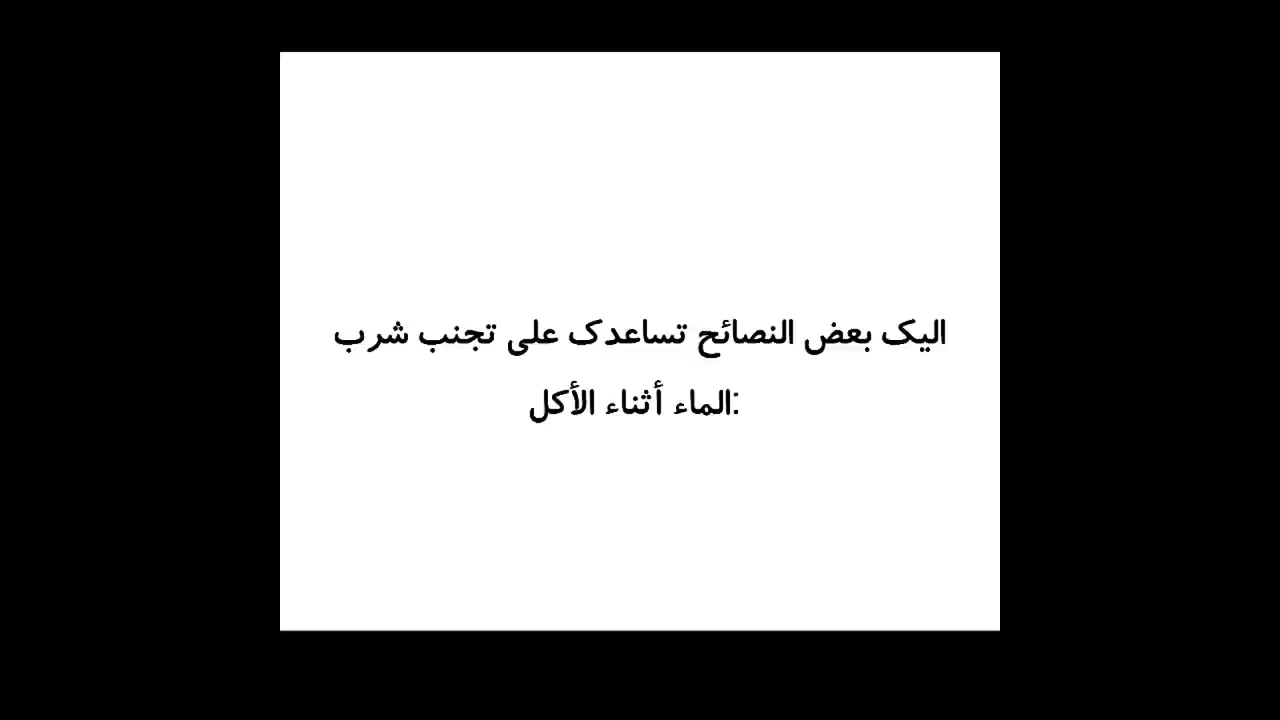 اليک بعض النصائح تساعدک على تجنب شرب
الماء أثناء الأكل: